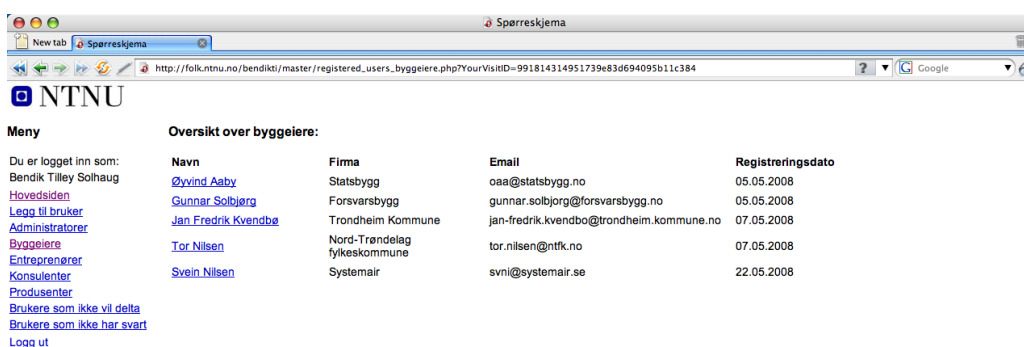 Spørreskjema
New tab Spørreskjema
http://folk.ntnu.no/bendikti/master/registered_users_byggeiere.php?YourVisitID=991814314951739e83d694095b11c384 ? G Google
NTNU
Meny
Du er logget inn som:
Bendik Tilley Solhaug
Hovedsiden
Legg til bruker
Administratorer
Byggeiere
Entreprenører
Konsulenter
Produsenter
Brukere som ikke vil delta
Brukere som ikke har svart
Logg ut
Oversikt over byggeiere:
Navn Firma Email Registreringsdato
Øyvind Aaby Statsbygg oaa@statsbygg.no 05.05.2008
Gunnar Solbjørg Forsvarsbygg gunnar.solbjorg@forsvarsbygg.no 05.05.2008
Jan Fredrik Kvendbø Trondheim Kommune jan-fredrik.kvendbo@trondheim.kommune.no 07.05.2008
Tor Nilsen Nord-Trøndelag
fylkeskommune tor.nilsen@ntfk.no 07.05.2008
Svein Nilsen Systemair svni@systemair.se 22.05.2008